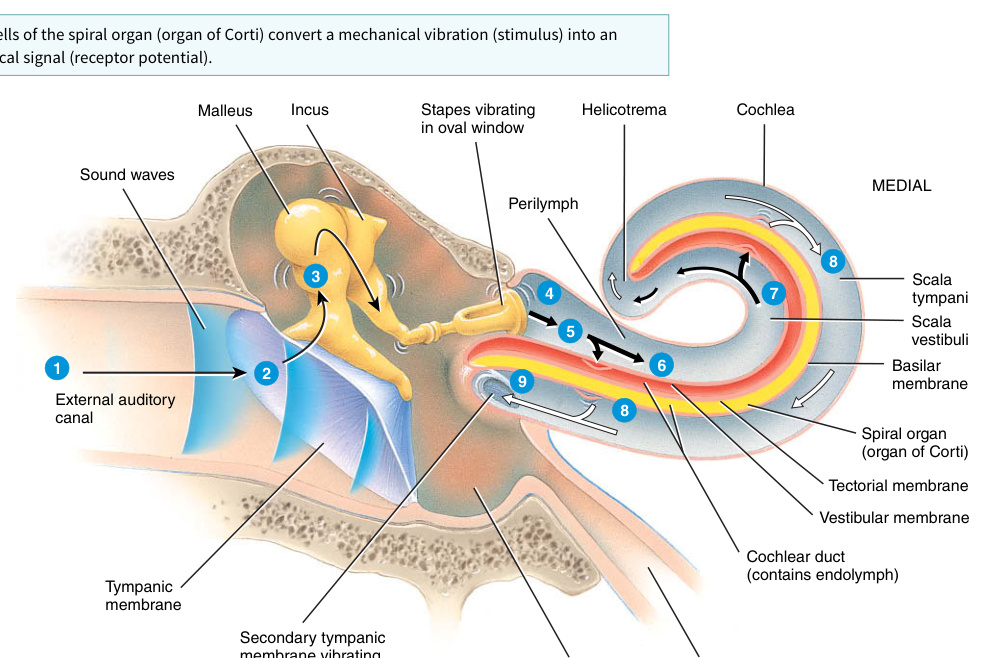 ells of the spiral organ (organ of Corti) convert a mechanical vibration (stimulus) into an
cal signal (receptor potential).
Malleus
Incus
Stapes vibrating
in oval window
Helicotrema
Cochlea
Sound waves
Perilymph
MEDIAL
3
4
5
6
7
8
Scala
tympani
Scala
vestibuli
Basilar
membrane
1
2
External auditory
canal
9
8
Spiral organ
(organ of Corti)
Tectorial membrane
Vestibular membrane
Cochlear duct
(contains endolymph)
Tympanic
membrane
Secondary tympanic
membrane vibrating